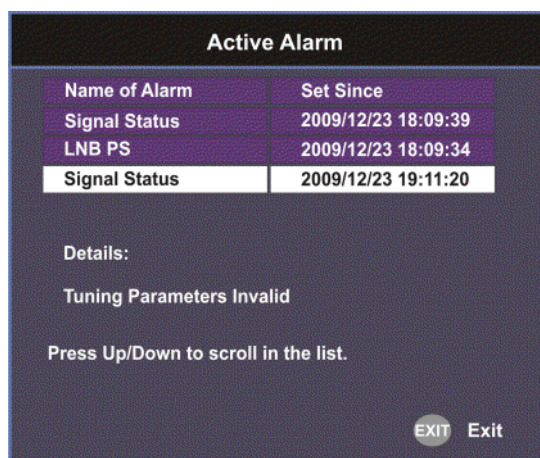 Active Alarm
Name of Alarm Set Since
Signal Status 2009/12/23 18:09:39
LNB PS 2009/12/23 18:09:34
Signal Status 2009/12/23 19:11:20
Details:
Tuning Parameters Invalid
Press Up/Down to scroll in the list.
EXIT Exit